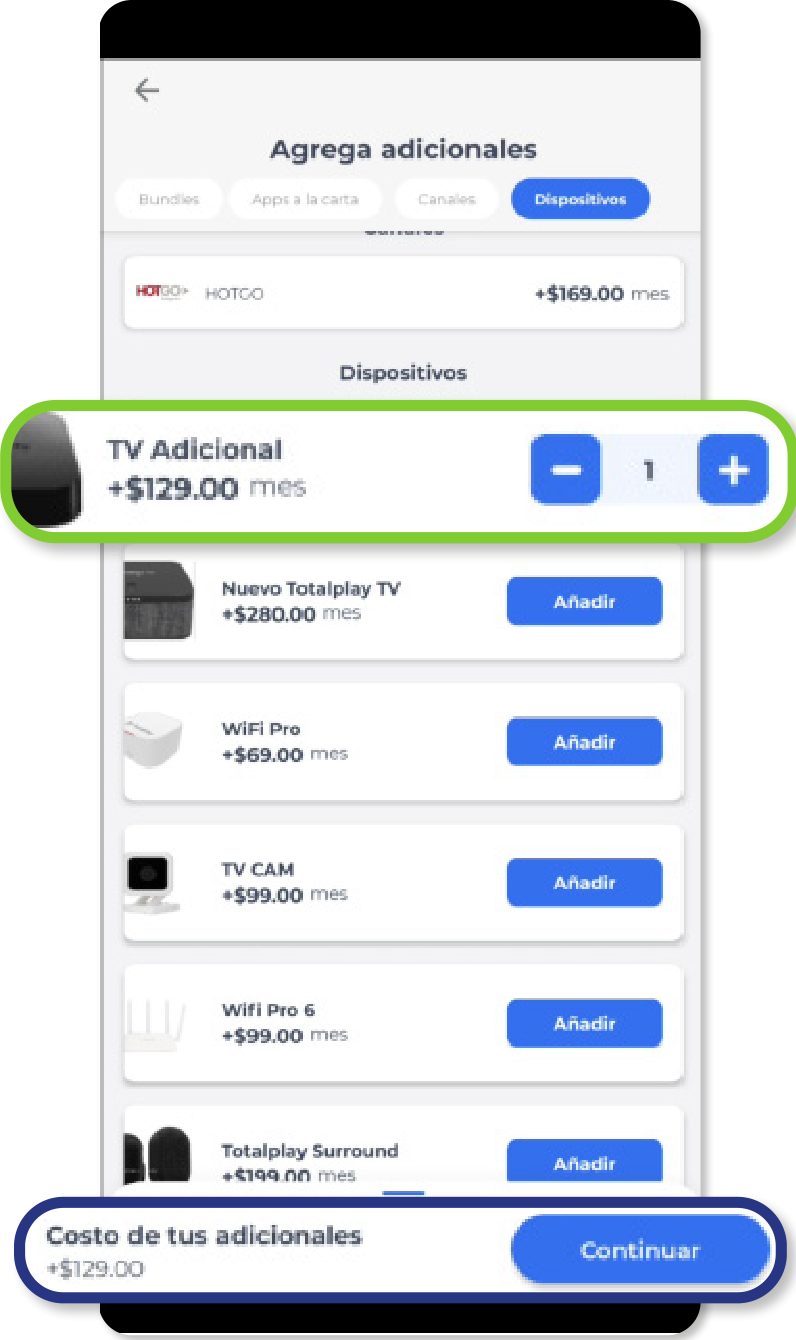 Agrega adicionales
Bundles
Apps a la carta
Canales
Dispositivos
Canales
HOTGO
HOTGO
+$169.00 mes
Dispositivos
TV Adicional
+$129.00 mes
1
Nuevo Totalplay TV
+$280.00 mes
Añadir
WiFi Pro
+$69.00 mes
Añadir
TV CAM
+$99.00 mes
Añadir
Wifi Pro 6
+$99.00 mes
Añadir
Totalplay Surround
+$199.00 mes
Añadir
Costo de tus adicionales
+$129.00
Continuar